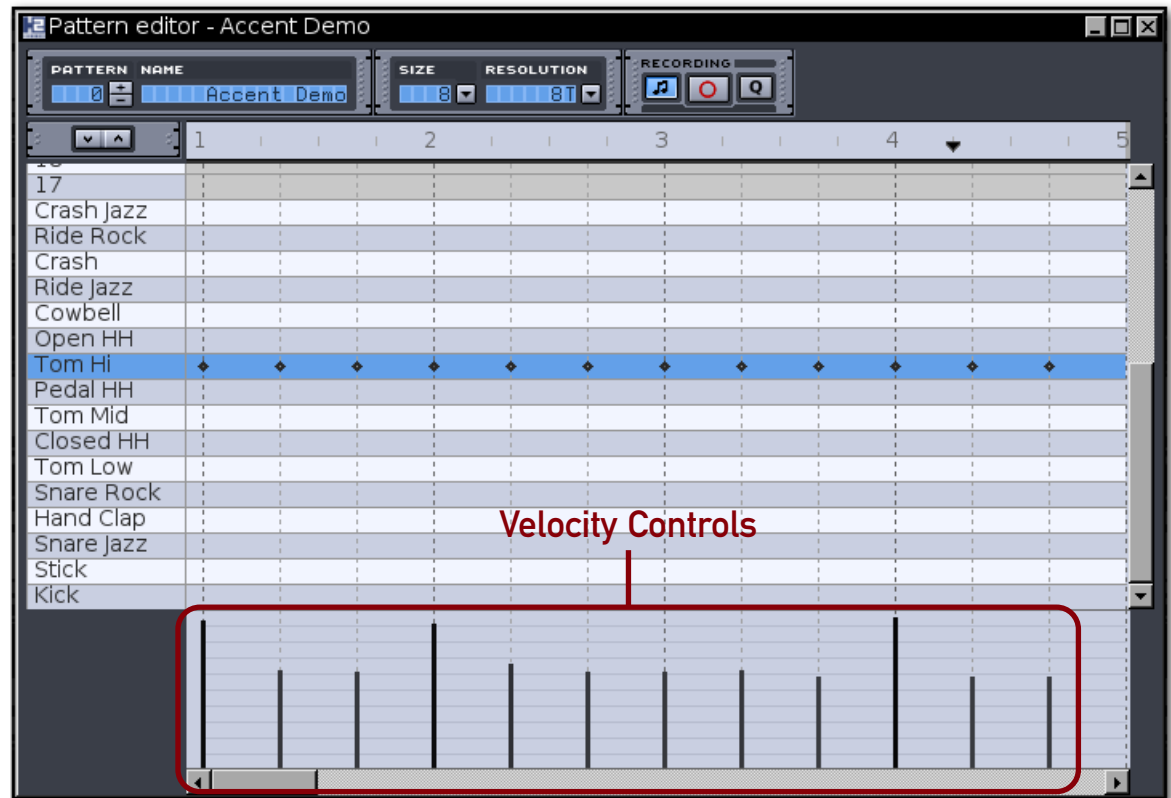 Pattern editor - Accent Demo
PATTERN NAME SIZE RESOLUTION RECORDING
0 Accent Demo 8 8T Q
1 2 3 4 5
17
Crash Jazz
Ride Rock
Crash
Ride Jazz
Cowbell
Open HH
Tom Hi
Pedal HH
Tom Mid
Closed HH
Tom Low
Snare Rock
Hand Clap
Velocity Controls
Snare Jazz
Stick
Kick